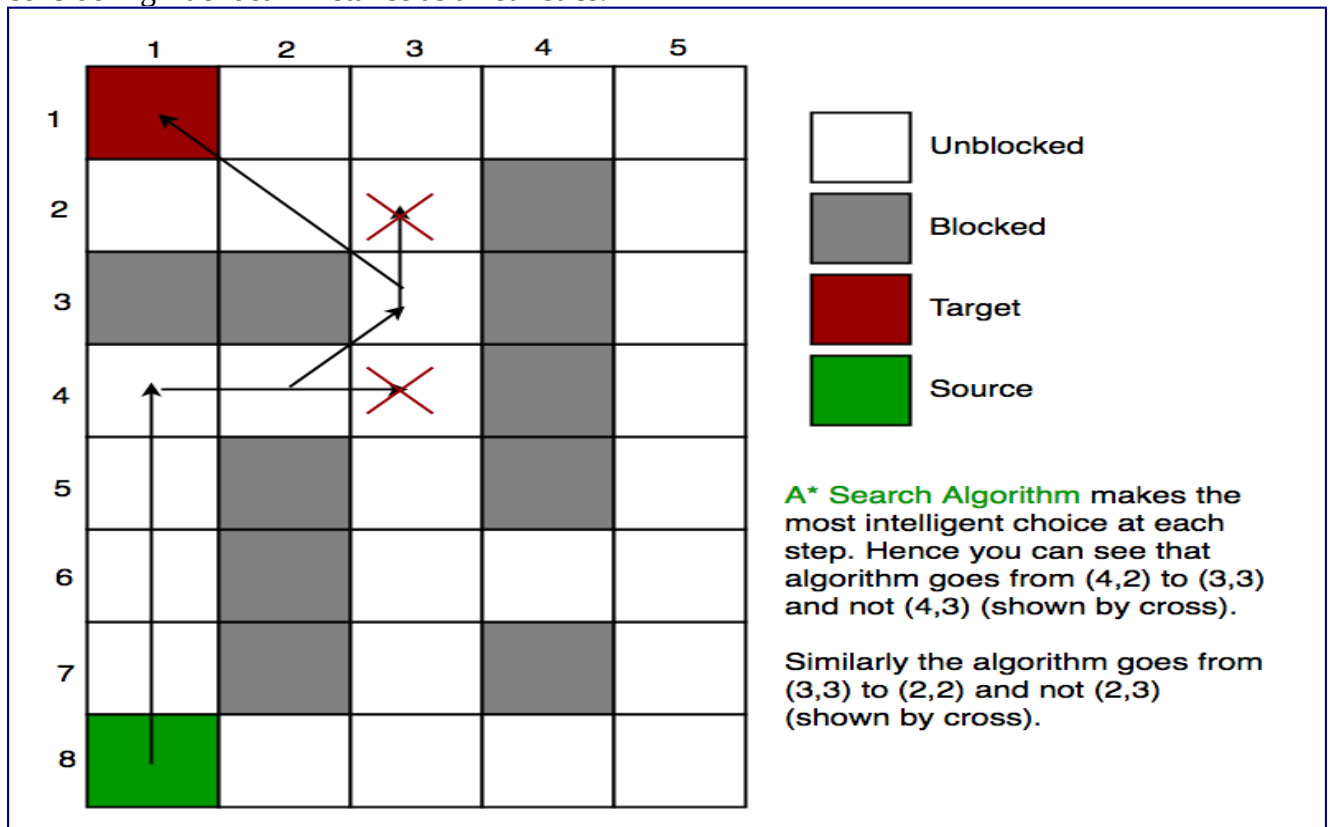 1 2 3 4 5
1
2
3
4
5
6
7
8
Unblocked
Blocked
Target
Source
A* Search Algorithm makes the
most intelligent choice at each
step. Hence you can see that
algorithm goes from (4,2) to (3,3)
and not (4,3) (shown by cross).
Similarly the algorithm goes from
(3,3) to (2,2) and not (2,3)
(shown by cross).